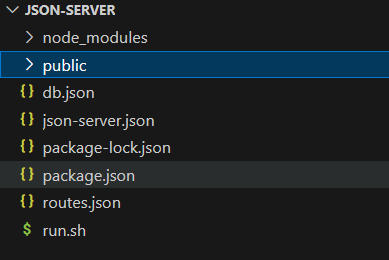 JSON-SERVER
node_modules
public
{} db.json
{} json-server.json
{} package-lock.json
{} package.json
{} routes.json
$ run.sh